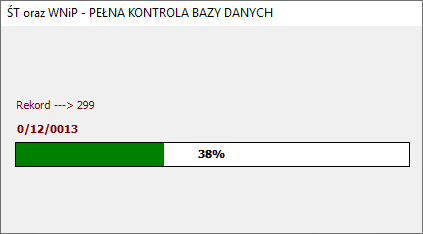 ŚT oraz WNiP - PEŁNA KONTROLA BAZY DANYCH
Rekord ---> 299
0/12/0013
38%